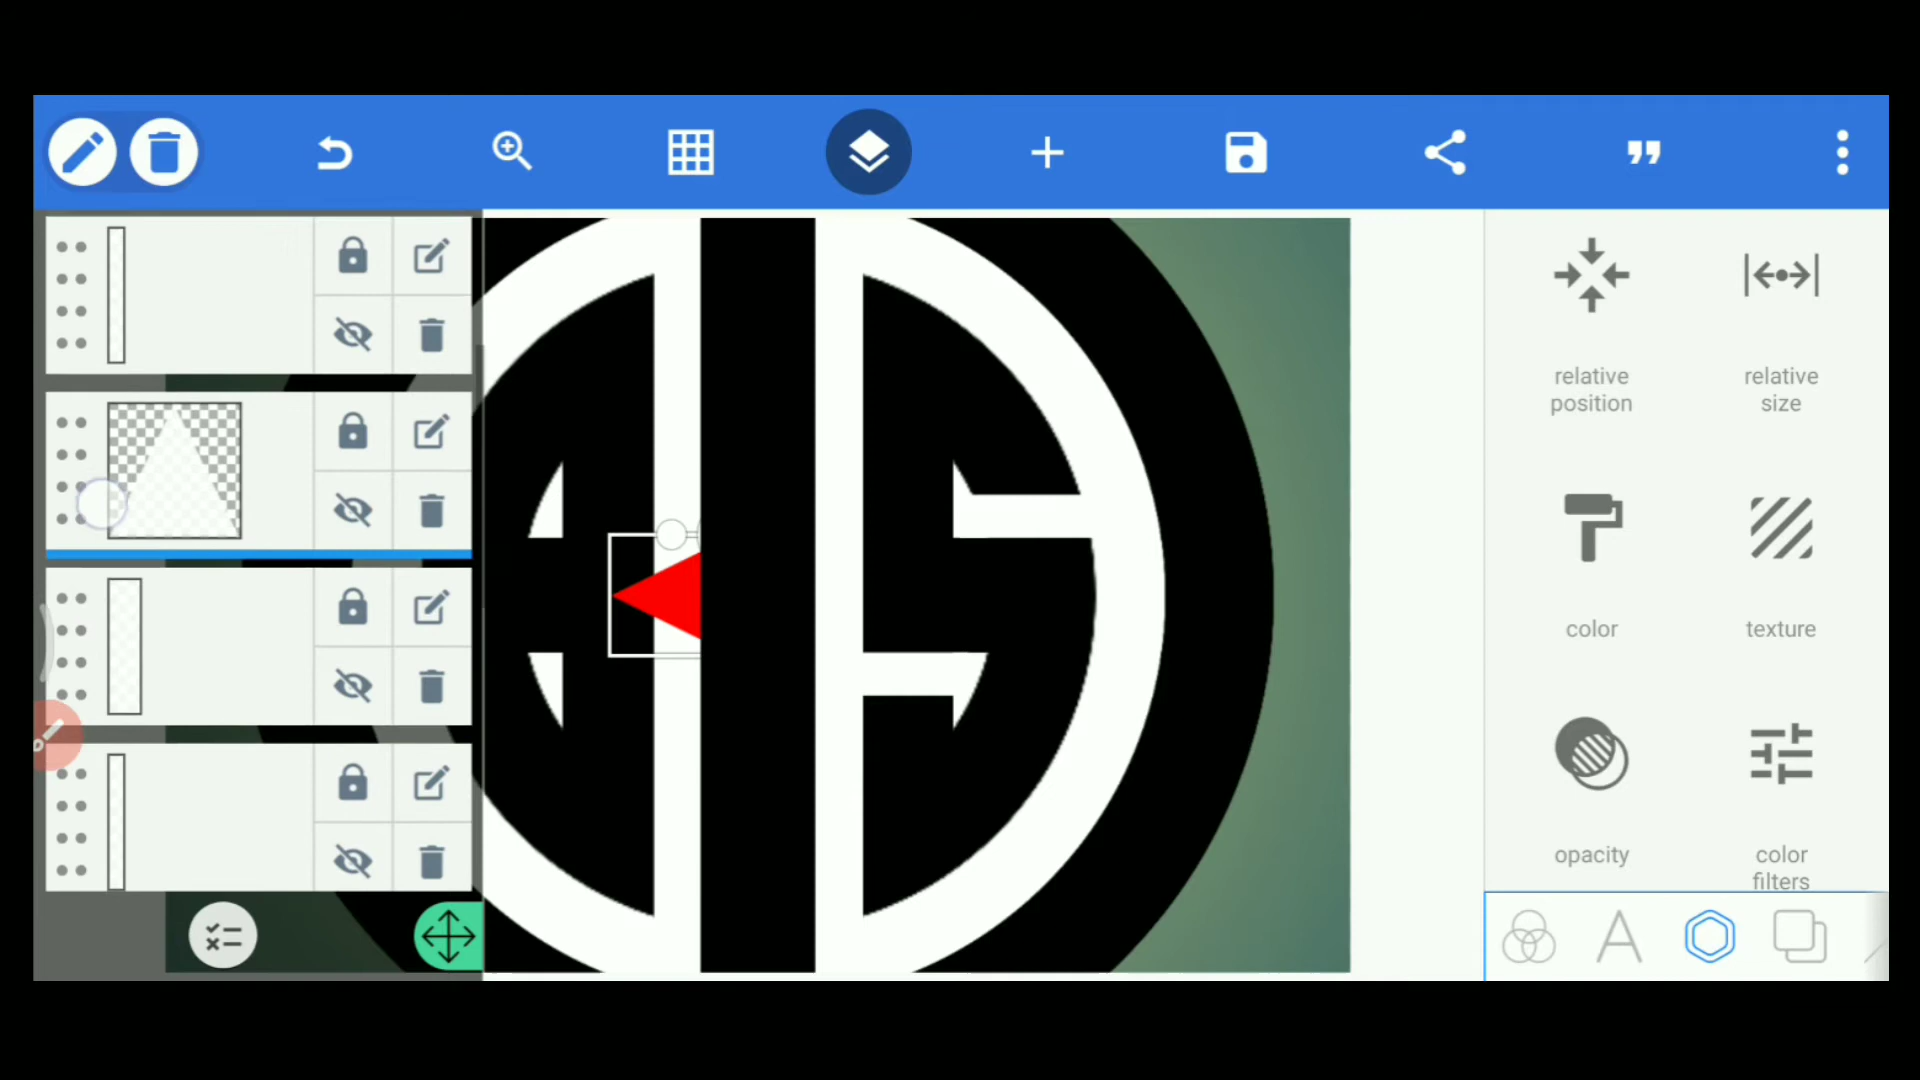 relative
position
relative
size
color
texture
opacity
color
filters